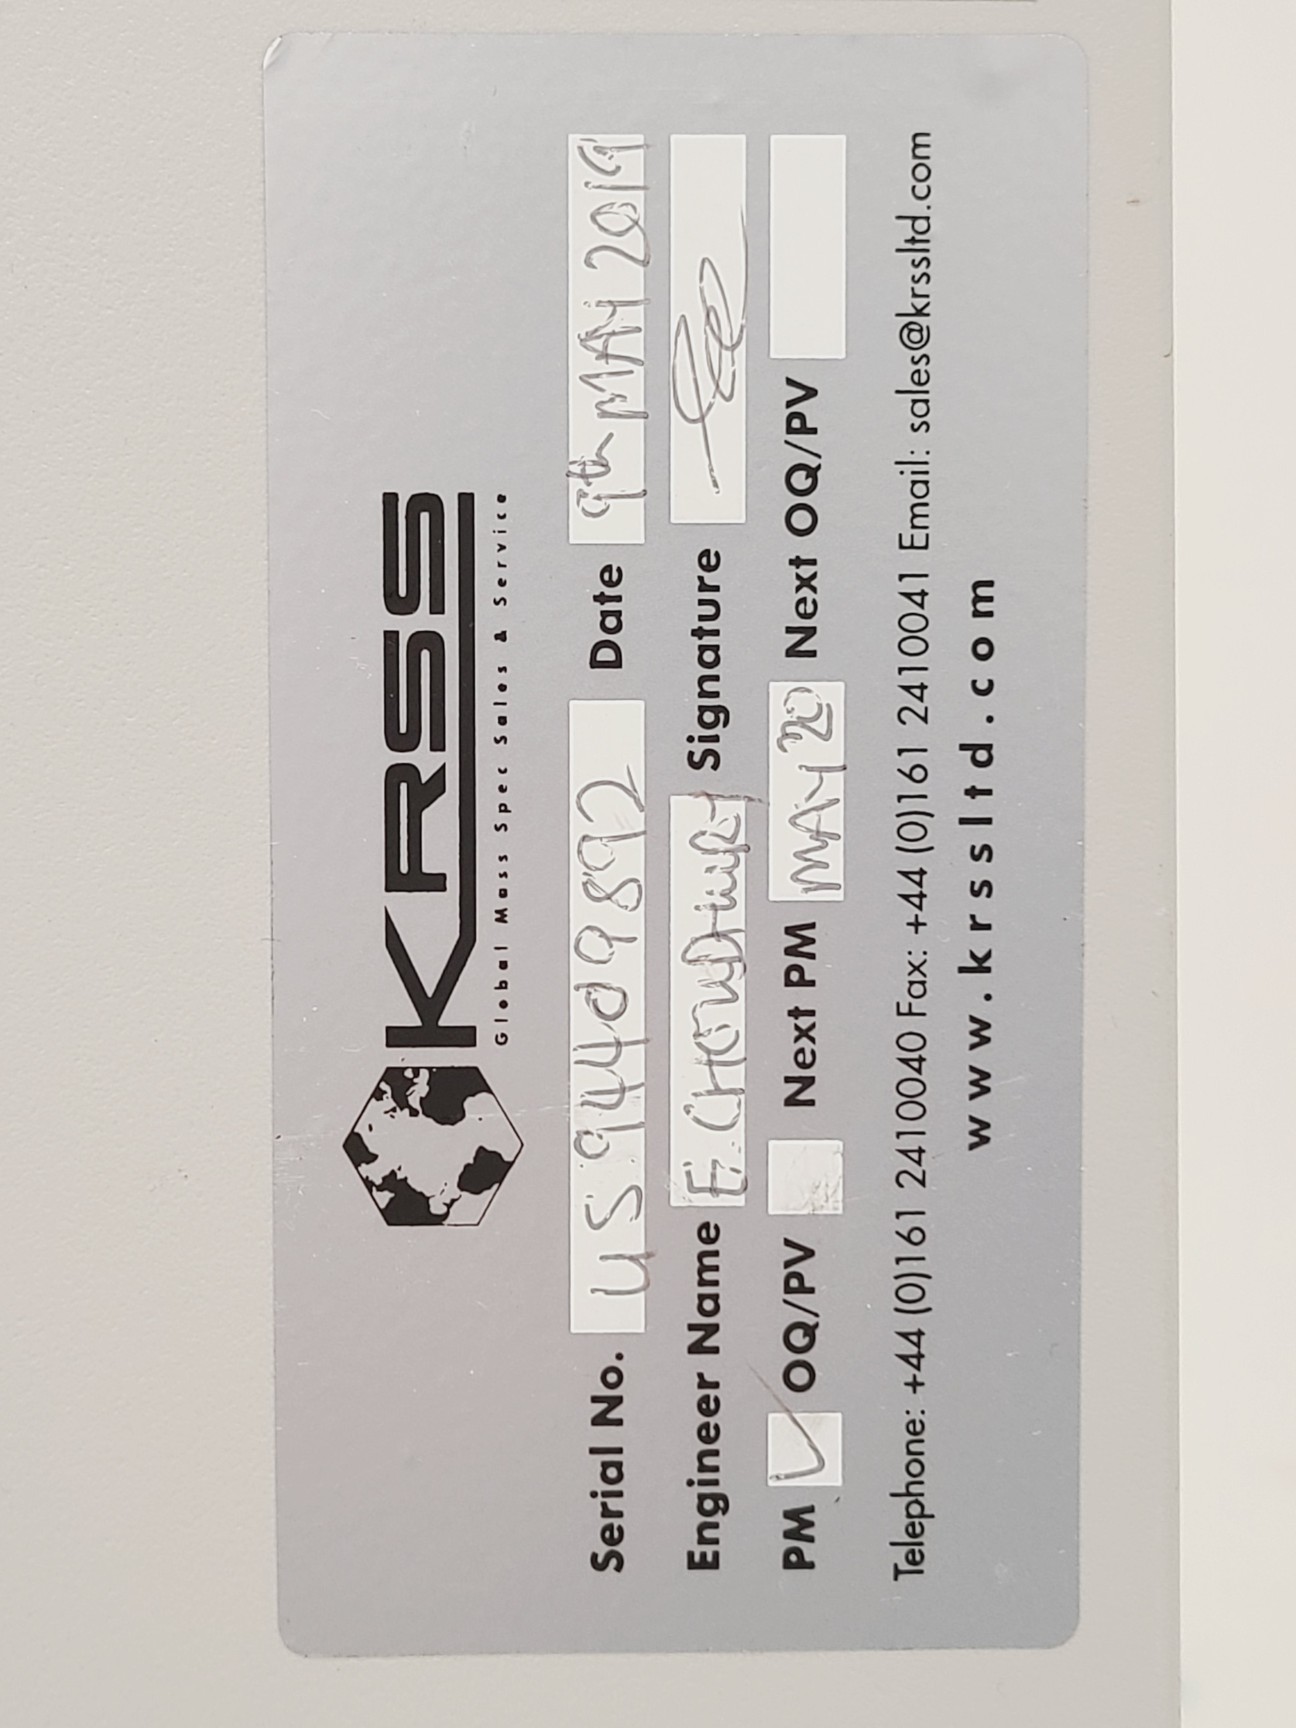 KRSS
Global Mass Spec Sales & Service
Serial No. US 94409892 Date 9th MAY 2019
Engineer Name E. CHOWDHURY Signature
PM ✓ OQ/PV Next PM MAY 20 Next OQ/PV
Telephone: +44 (0)161 2410040 Fax: +44 (0)161 2410041 Email: sales@krssltd.com
www.krssltd.com